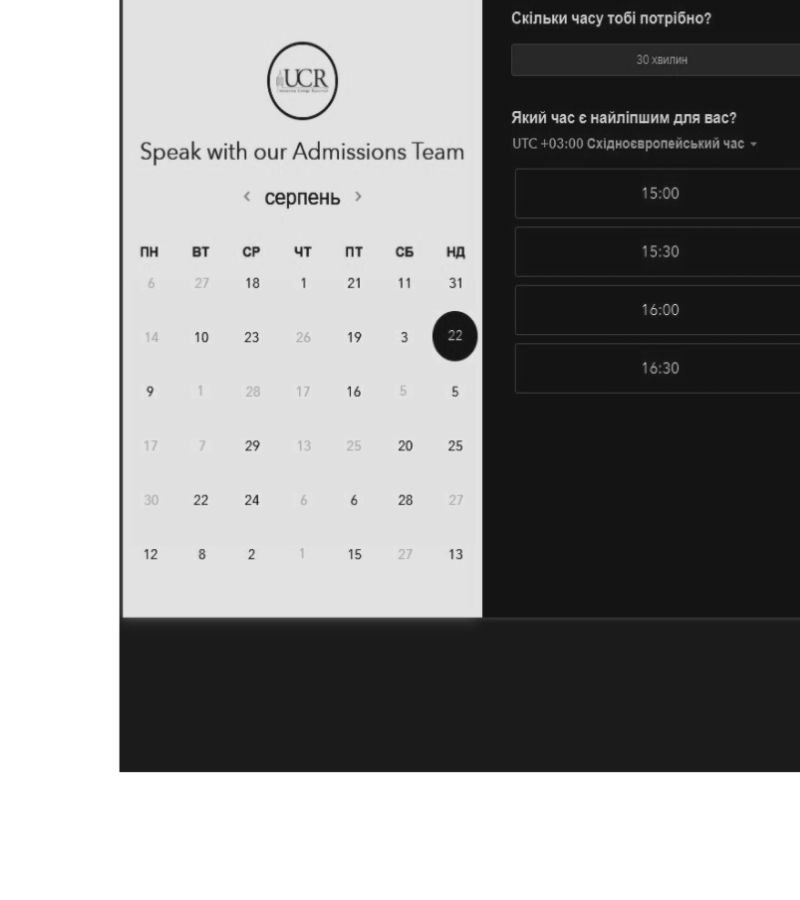 UCR
Speak with our Admissions Team
серпень
ПН ВТ СР ЧТ ПТ СБ НД
6 27 18 1 21 11 31
14 10 23 26 19 3 22
9 1 28 17 16 5 5
17 7 29 13 25 20 25
30 22 24 6 6 28 27
12 8 2 1 15 27 13
Скільки часу тобі потрібно?
30 хвилин
Який час є найліпшим для вас?
UTC +03:00 Східноєвропейський час
15:00
15:30
16:00
16:30